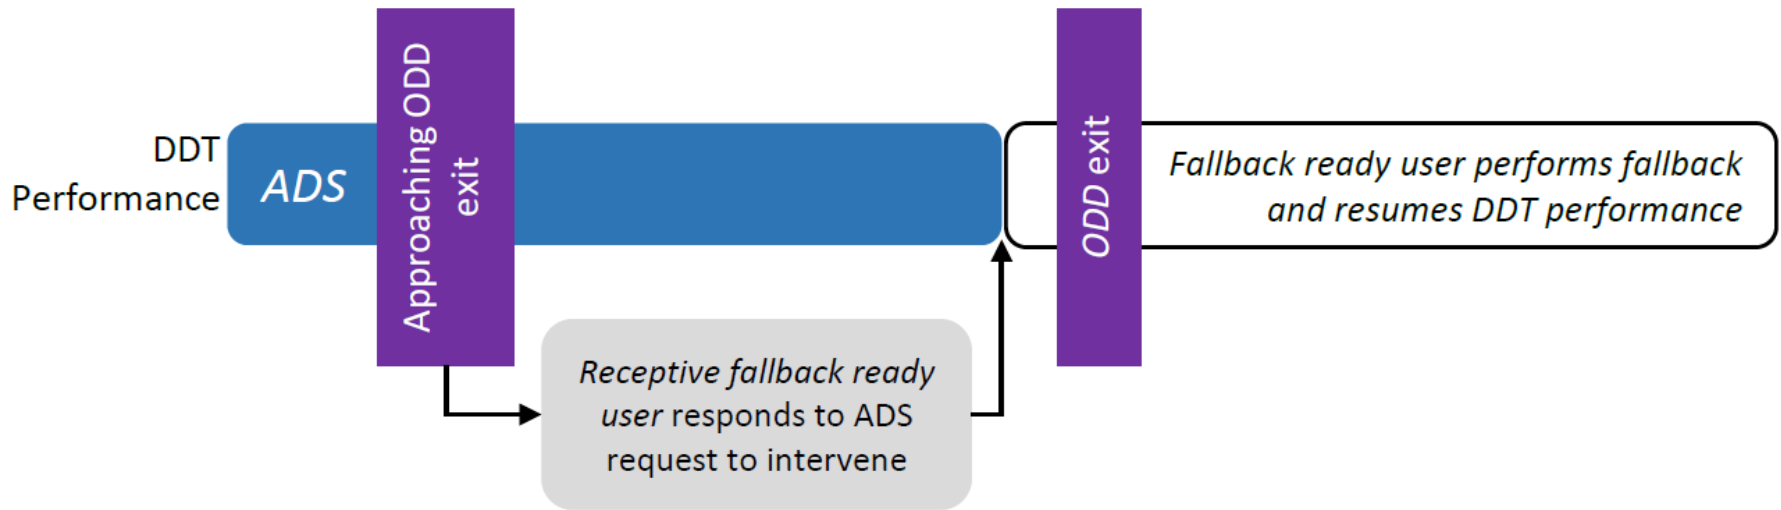 DDT
Performance
ADS
Approaching ODD
exit
Receptive fallback ready
user responds to ADS
request to intervene
ODD exit
Fallback ready user performs fallback
and resumes DDT performance